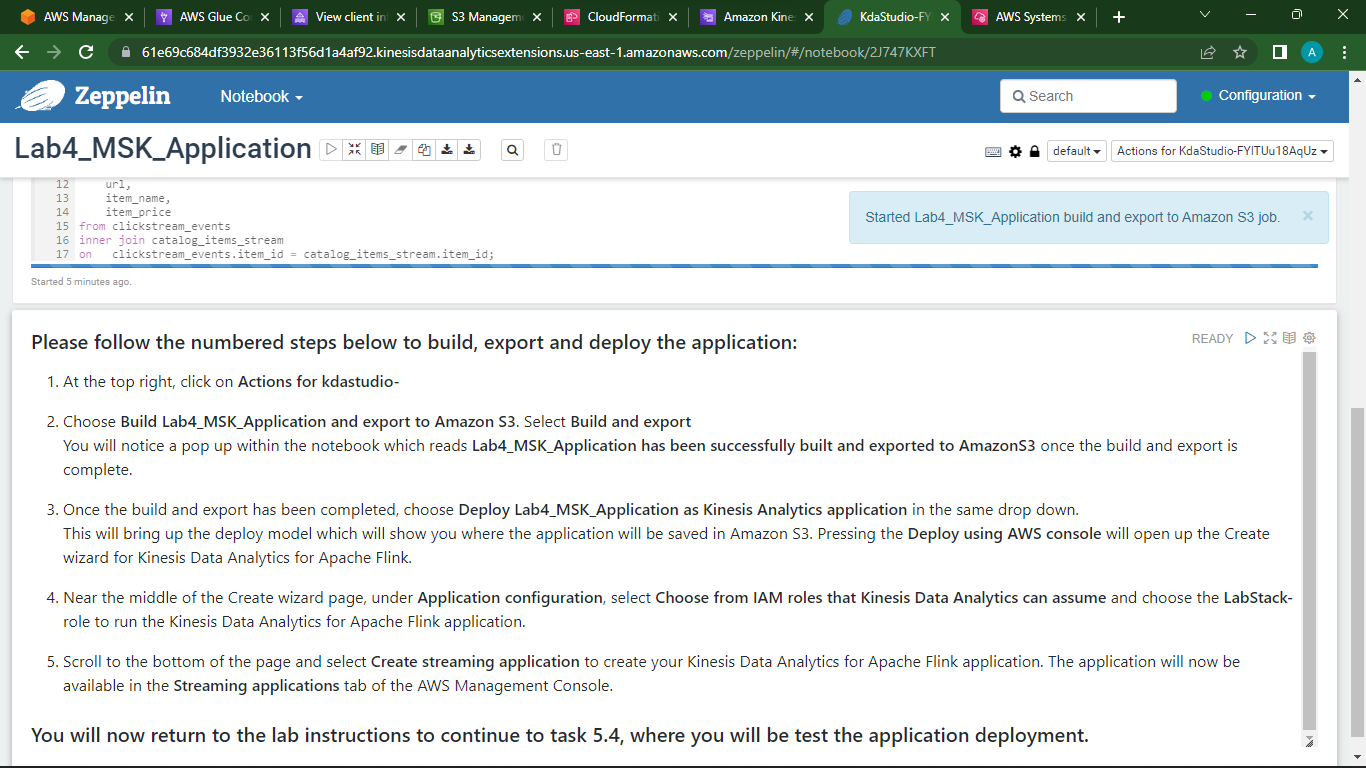 AWS Manage
AWS Glue Co
View client in
S3 Managem
CloudFormati
Amazon Kine
KdaStudio-FY
AWS Systems
61e69c684df3932e36113f56d1a4af92.kinesisdataanalyticsextensions.us-east-1.amazonaws.com/zeppelin/#/notebook/2J747KXFT
A
Zeppelin
Notebook
Search
Configuration
Lab4_MSK_Application
default
Actions for KdaStudio-FYITUu18AqUz
12 url,
13 item_name,
14 item_price
15 from clickstream_events
16 inner join catalog_items_stream
17 on clickstream_events.item_id = catalog_items_stream.item_id;
Started Lab4_MSK_Application build and export to Amazon S3 job.
Started 5 minutes ago.
Please follow the numbered steps below to build, export and deploy the application:
READY
1. At the top right, click on Actions for kdastudio-
2. Choose Build Lab4_MSK_Application and export to Amazon S3. Select Build and export
You will notice a pop up within the notebook which reads Lab4_MSK_Application has been successfully built and exported to AmazonS3 once the build and export is
complete.
3. Once the build and export has been completed, choose Deploy Lab4_MSK_Application as Kinesis Analytics application in the same drop down.
This will bring up the deploy model which will show you where the application will be saved in Amazon S3. Pressing the Deploy using AWS console will open up the Create
wizard for Kinesis Data Analytics for Apache Flink.
4. Near the middle of the Create wizard page, under Application configuration, select Choose from IAM roles that Kinesis Data Analytics can assume and choose the LabStack-
role to run the Kinesis Data Analytics for Apache Flink application.
5. Scroll to the bottom of the page and select Create streaming application to create your Kinesis Data Analytics for Apache Flink application. The application will now be
available in the Streaming applications tab of the AWS Management Console.
You will now return to the lab instructions to continue to task 5.4, where you will be test the application deployment.